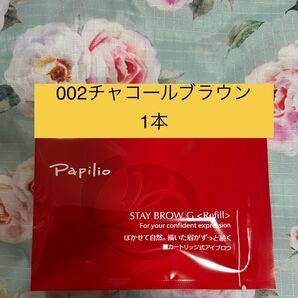 002チャコールブラウン
1本
Papilio
STAY BROW G <Refill>
For your confident expression
ぼかせて自然。描いた眉がずっと続く
■カートリッジ式アイブロウ